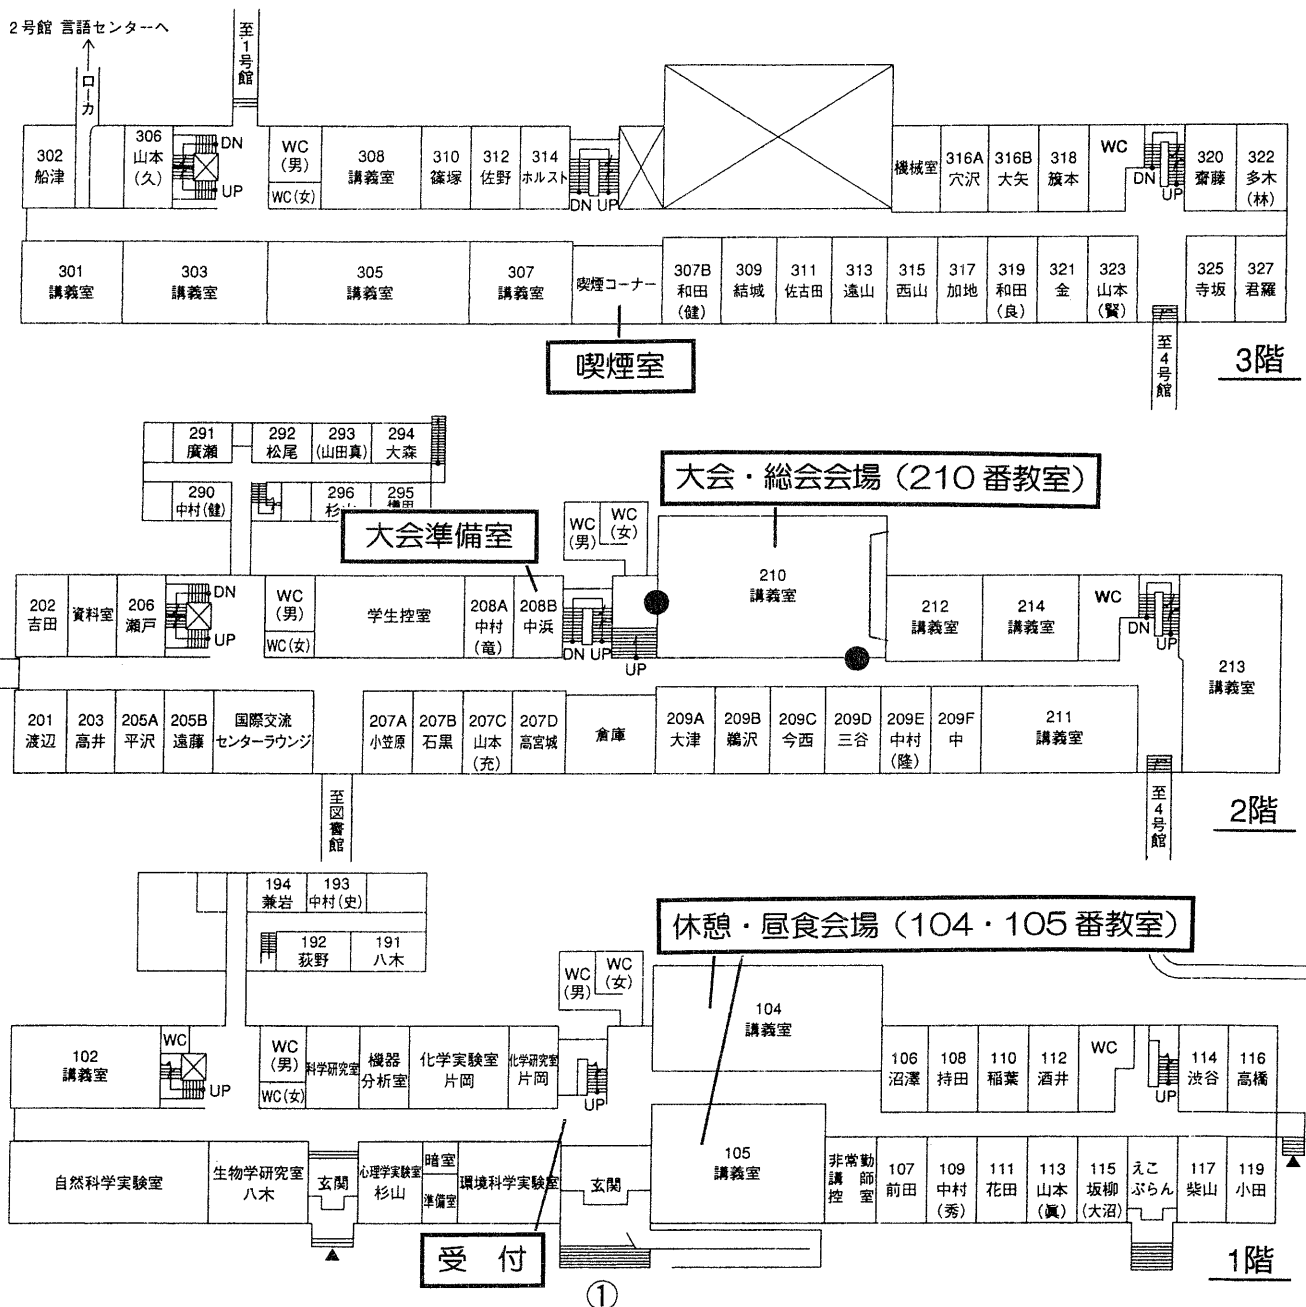 2号館 言語センターへ
ローカ
至1号館
302
船津
306
山本
(久)
DN
UP
WC
(男)
WC(女)
308
講義室
310
篠塚
312
佐野
314
ホルスト
DN UP
機械室
316A
穴沢
316B
大矢
318
籏本
WC
DN
UP
320
齋藤
322
多木
(林)
301
講義室
303
講義室
305
講義室
307
講義室
喫煙コーナー
307B
和田
(健)
309
結城
311
佐古田
313
遠山
315
西山
317
加地
319
和田
(良)
321
金
323
山本
(賢)
325
寺坂
327
君羅
至4号館
喫煙室
3階
291
廣瀬
292
松尾
293
(山田真)
294
大森
290
中村(健)
296
295
大会準備室
大会・総会会場(210番教室)
WC
(男)
WC
(女)
202
吉田
資料室
206
瀬戸
DN
UP
WC
(男)
WC(女)
学生控室
208A
中村
(竜)
208B
中浜
DN UP
UP
210
講義室
212
講義室
214
講義室
WC
DN
UP
213
講義室
201
渡辺
203
高井
205A
平沢
205B
遠藤
国際交流
センターラウンジ
207A
小笠原
207B
石黒
207C
山本
(充)
207D
高宮城
倉庫
209A
大津
209B
鵜沢
209C
今西
209D
三谷
209E
中村
(隆)
209F
中
211
講義室
至図書館
至4号館
2階
194
兼岩
193
中村(史)
192
荻野
191
八木
休憩・昼食会場(104・105番教室)
WC
(男)
WC
(女)
102
講義室
WC
UP
WC
(男)
WC(女)
科学研究室
機器
分析室
化学実験室
片岡
化学研究室
片岡
UP
104
講義室
106
沼澤
108
持田
110
稲葉
112
酒井
WC
UP
114
渋谷
116
高橋
自然科学実験室
生物学研究室
八木
玄関
心理学実験室
杉山
暗室
準備室
環境科学実験室
玄関
105
講義室
非常勤
講師
控室
107
前田
109
中村
(秀)
111
花田
113
山本
(眞)
115
坂柳
(大沼)
えこ
ぷらん
117
柴山
119
小田
受 付
①
1階